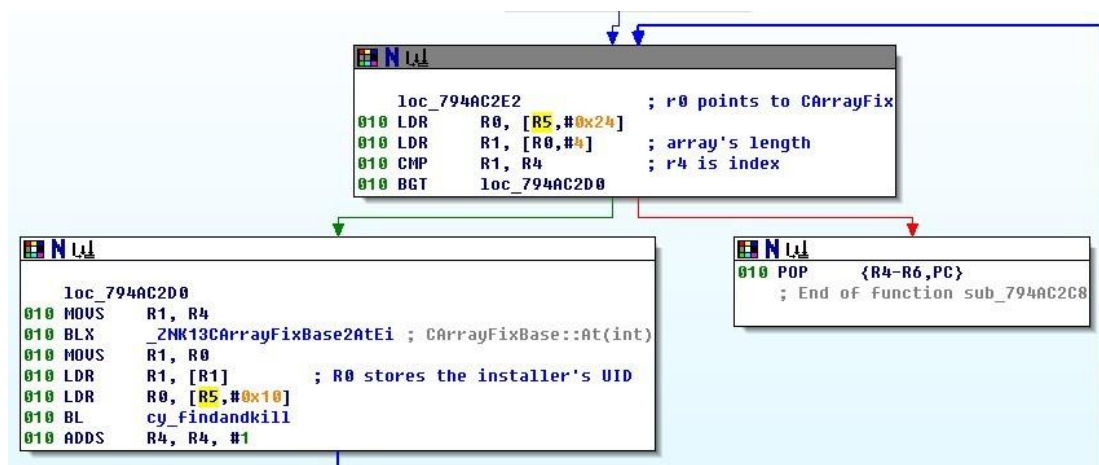 loc_794AC2E2 ; r0 points to CArrayFix
010 LDR R0, [R5,#0x24]
010 LDR R1, [R0,#4] ; array's length
010 CMP R1, R4 ; r4 is index
010 BGT loc_794AC2D0
loc_794AC2D0
010 MOVS R1, R4
010 BLX _ZNK13CArrayFixBase2AtEi ; CArrayFixBase::At(int)
010 MOVS R1, R0
010 LDR R1, [R1] ; R0 stores the installer's UID
010 LDR R0, [R5,#0x10]
010 BL cy_findandkill
010 ADDS R4, R4, #1
010 POP {R4-R6,PC}
; End of function sub_794AC2C8